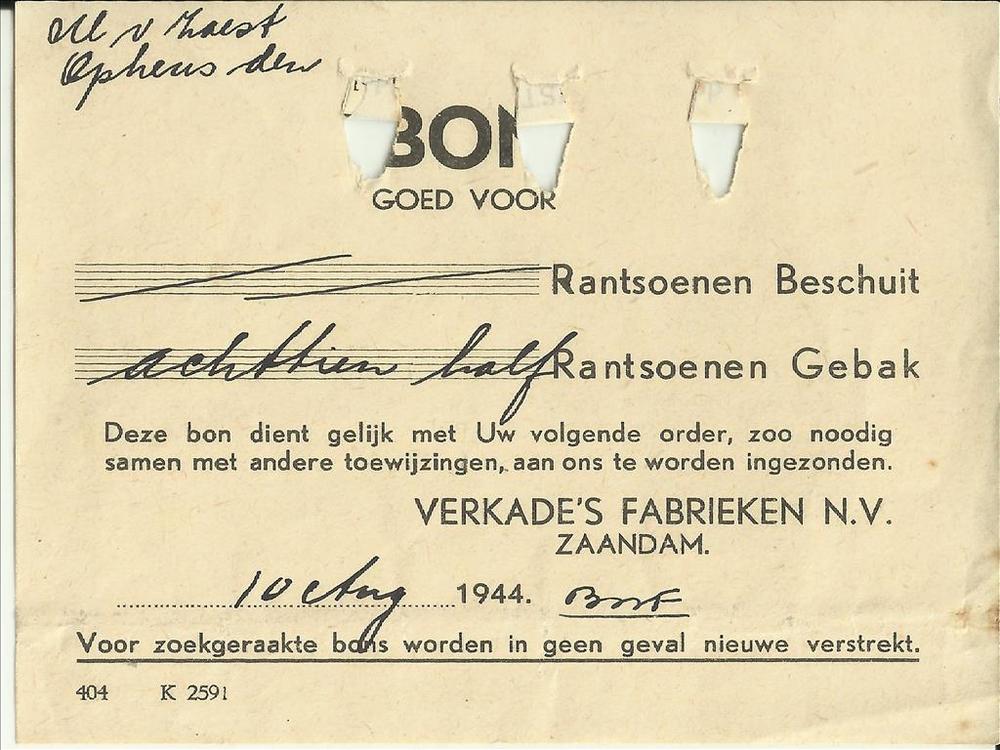 M v Zoest
Opheusden
BON
GOED VOOR
Rantsoenen Beschuit
achttien half Rantsoenen Gebak
Deze bon dient gelijk met Uw volgende order, zoo noodig
samen met andere toewijzingen, aan ons te worden ingezonden.
VERKADE'S FABRIEKEN N.V.
ZAANDAM.
10 Aug 1944.
Voor zoekgeraakte bons worden in geen geval nieuwe verstrekt.
404 K 2591